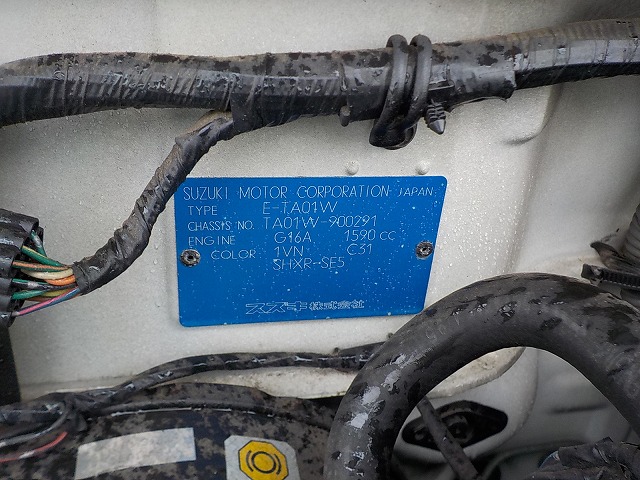 SUZUKI MOTOR CORPORATION JAPAN
TYPE E-TA01W
CHASSIS NO. TA01W-900291
ENGINE G16A 1590 CC
COLOR 1VN C31
SHXR-SE5
スズキ株式会社